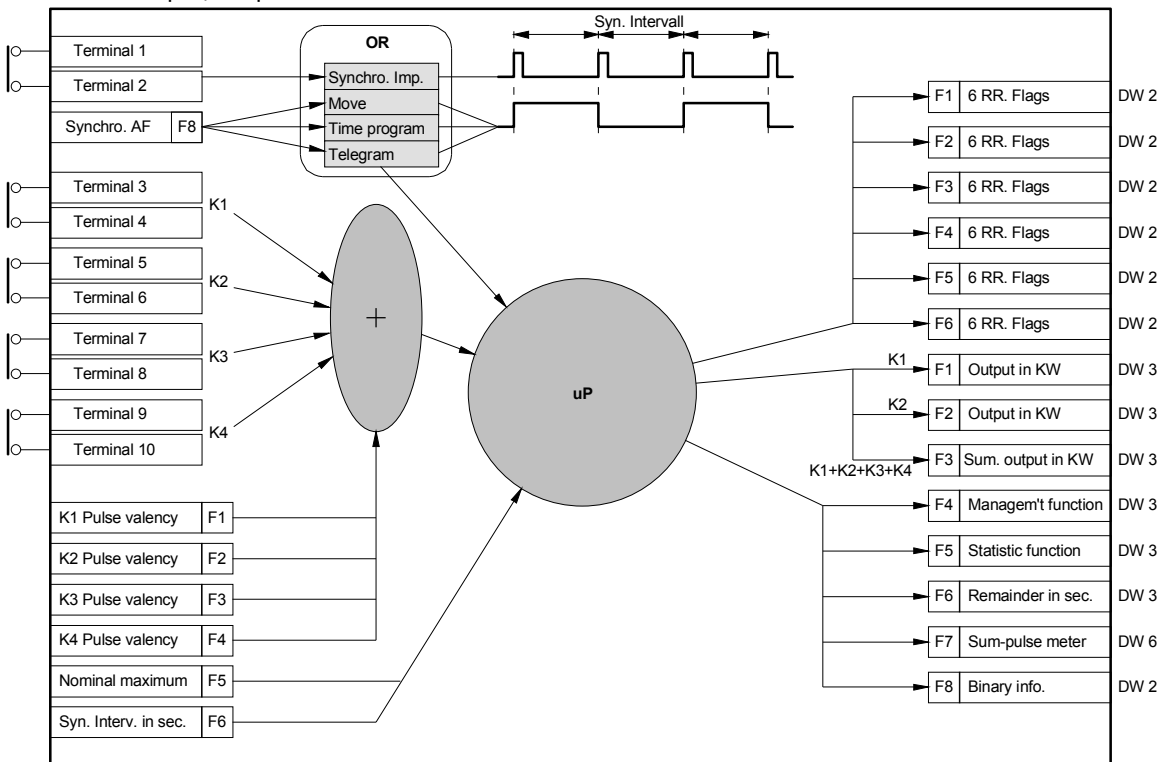 Syn. Intervall
OR
Terminal 1
Terminal 2
Synchro. AF F8
Synchro. Imp.
Move
Time program
Telegram
Terminal 3
K1
Terminal 4
Terminal 5
K2
Terminal 6
Terminal 7
K3
Terminal 8
Terminal 9
K4
Terminal 10
+
uP
K1 Pulse valency F1
K2 Pulse valency F2
K3 Pulse valency F3
K4 Pulse valency F4
Nominal maximum F5
Syn. Interv. in sec. F6
F1 6 RR. Flags DW 2
F2 6 RR. Flags DW 2
F3 6 RR. Flags DW 2
F4 6 RR. Flags DW 2
F5 6 RR. Flags DW 2
F6 6 RR. Flags DW 2
K1 F1 Output in KW DW 3
K2 F2 Output in KW DW 3
K1+K2+K3+K4 F3 Sum. output in KW DW 3
F4 Managem't function DW 3
F5 Statistic function DW 3
F6 Remainder in sec. DW 3
F7 Sum-pulse meter DW 6
F8 Binary info. DW 2